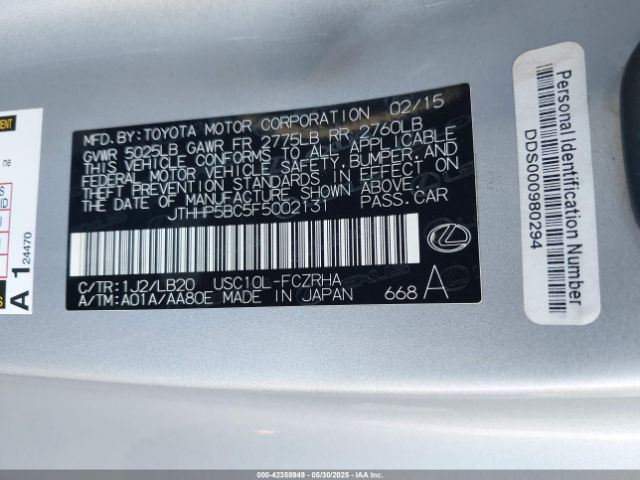 MFD.BY:TOYOTA MOTOR CORPORATION 02/15
GVWR 5025LB GAWR FR 2775LB RR 2760LB
THIS VEHICLE CONFORMS TO ALL APPLICABLE
FEDERAL MOTOR VEHICLE SAFETY,BUMPER,AND
THEFT PREVENTION STANDARDS IN EFFECT ON
THE DATE OF MANUFACTURE SHOWN ABOVE.
JTHHP5BC5F5002131 PASS.CAR
C/TR:1J2/LB20 USC10L-FCZRHA
A/TM:A01A/AA80E MADE IN JAPAN 668 A
Personal Identification Number
DDS000980294
A 1 24470
000-42358949 05/30/2025 IAAI.COM